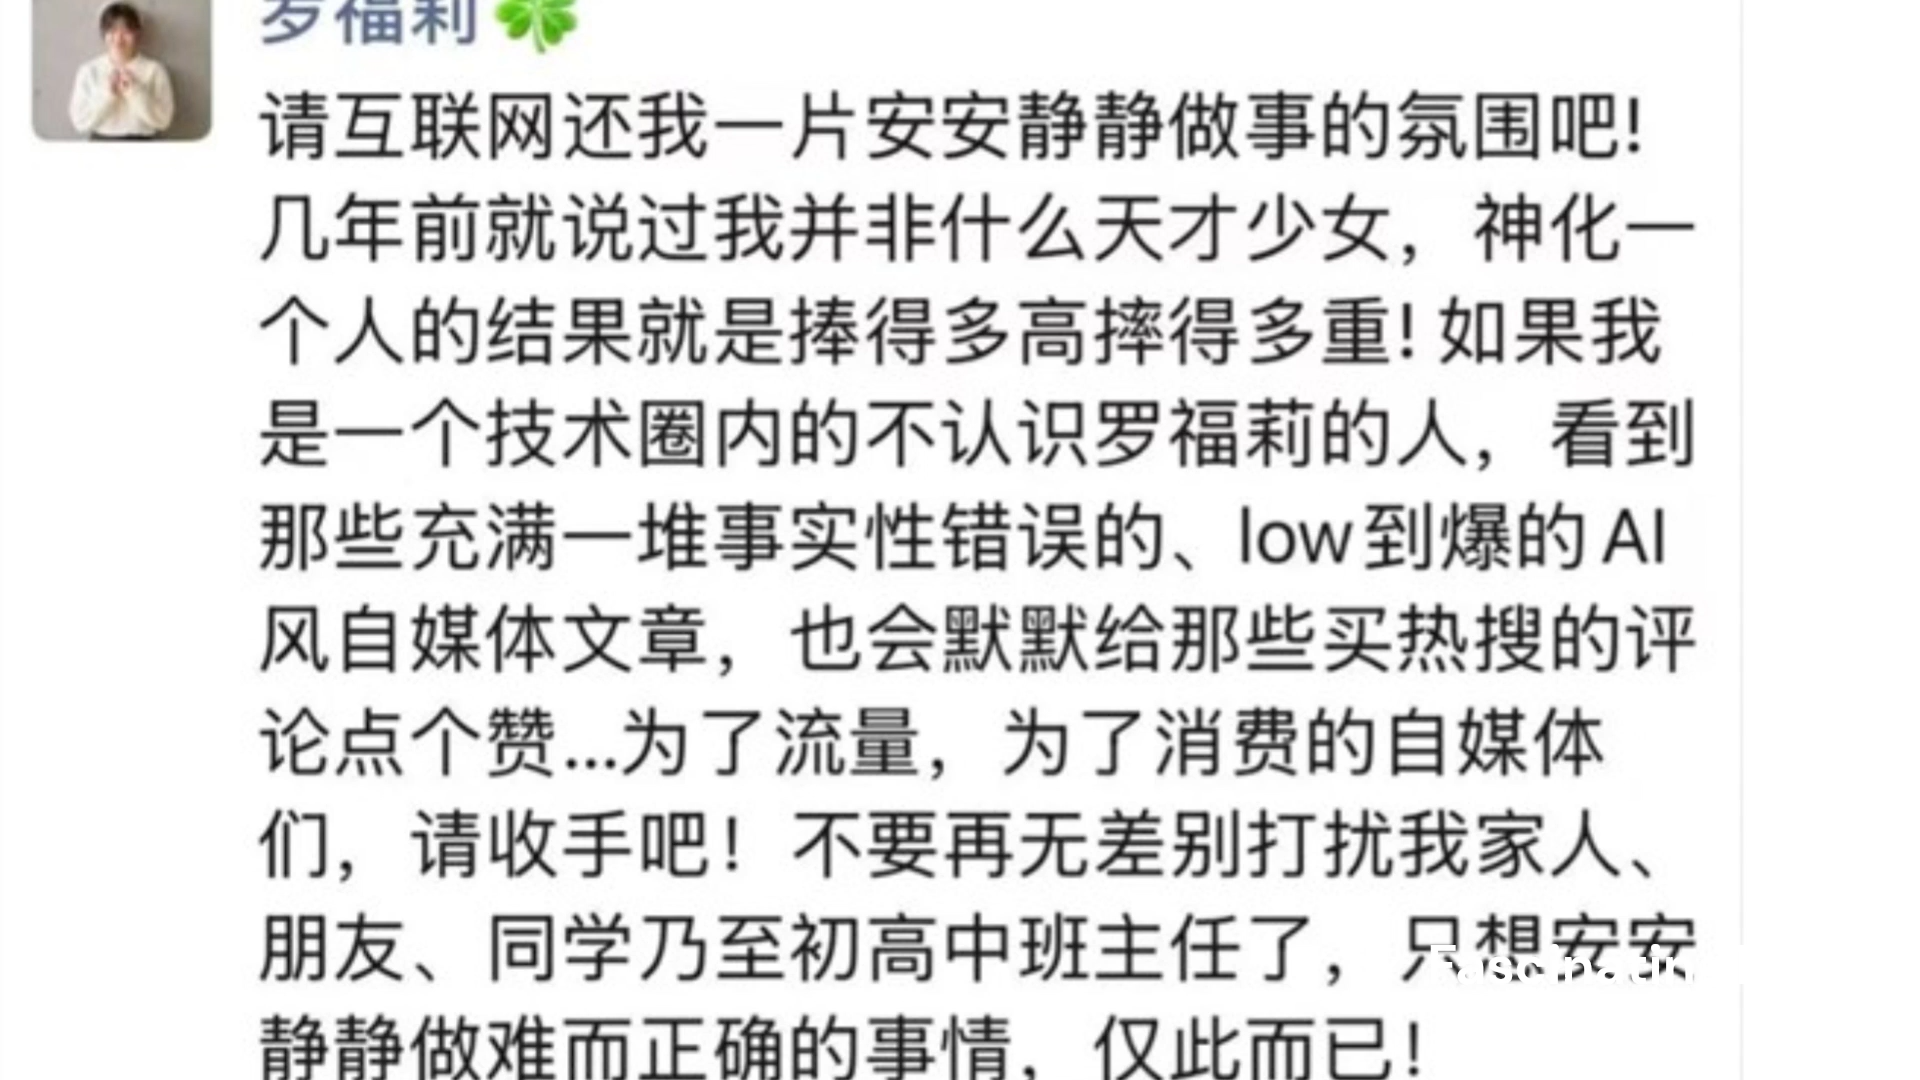 罗福莉
请互联网还我一片安安静静做事的氛围吧!
几年前就说过我并非什么天才少女，神化一
个人的结果就是捧得多高摔得多重! 如果我
是一个技术圈内的不认识罗福莉的人，看到
那些充满一堆事实性错误的、low到爆的AI
风自媒体文章，也会默默给那些买热搜的评
论点个赞...为了流量，为了消费的自媒体
们，请收手吧！不要再无差别打扰我家人、
朋友、同学乃至初高中班主任了，只想安安
静静做难而正确的事情，仅此而已！